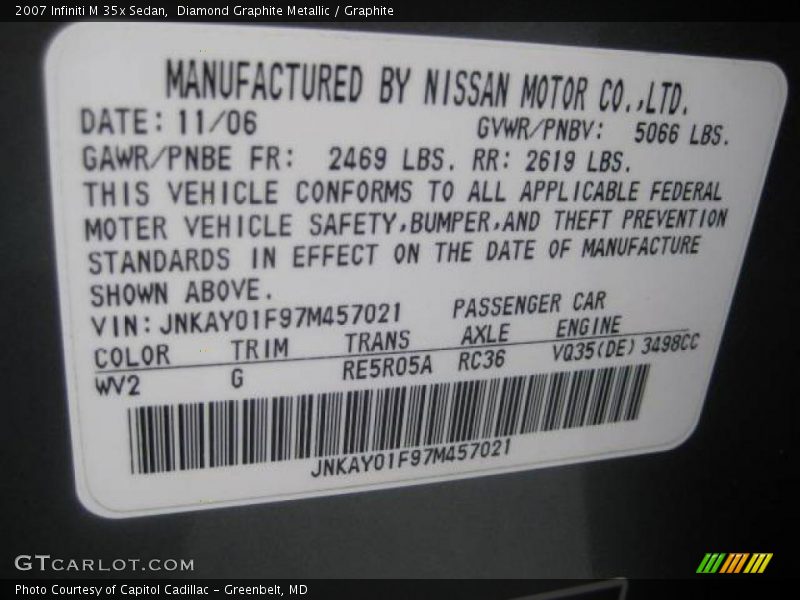 2007 Infiniti M 35x Sedan,  Diamond Graphite Metallic / Graphite
MANUFACTURED BY NISSAN MOTOR CO.,LTD.
DATE: 11/06 GVWR/PNBV: 5066 LBS.
GAWR/PNBE FR: 2469 LBS. RR: 2619 LBS.
THIS VEHICLE CONFORMS TO ALL APPLICABLE FEDERAL
MOTER VEHICLE SAFETY,BUMPER,AND THEFT PREVENTION
STANDARDS IN EFFECT ON THE DATE OF MANUFACTURE
SHOWN ABOVE.
VIN: JNKAY01F97M457021 PASSENGER CAR
COLOR TRIM TRANS AXLE ENGINE
WV2 G RE5R05A RC36 VQ35(DE) 3498CC
JNKAY01F97M457021
GTCARLOT.COM
Photo Courtesy of Capitol Cadillac - Greenbelt, MD